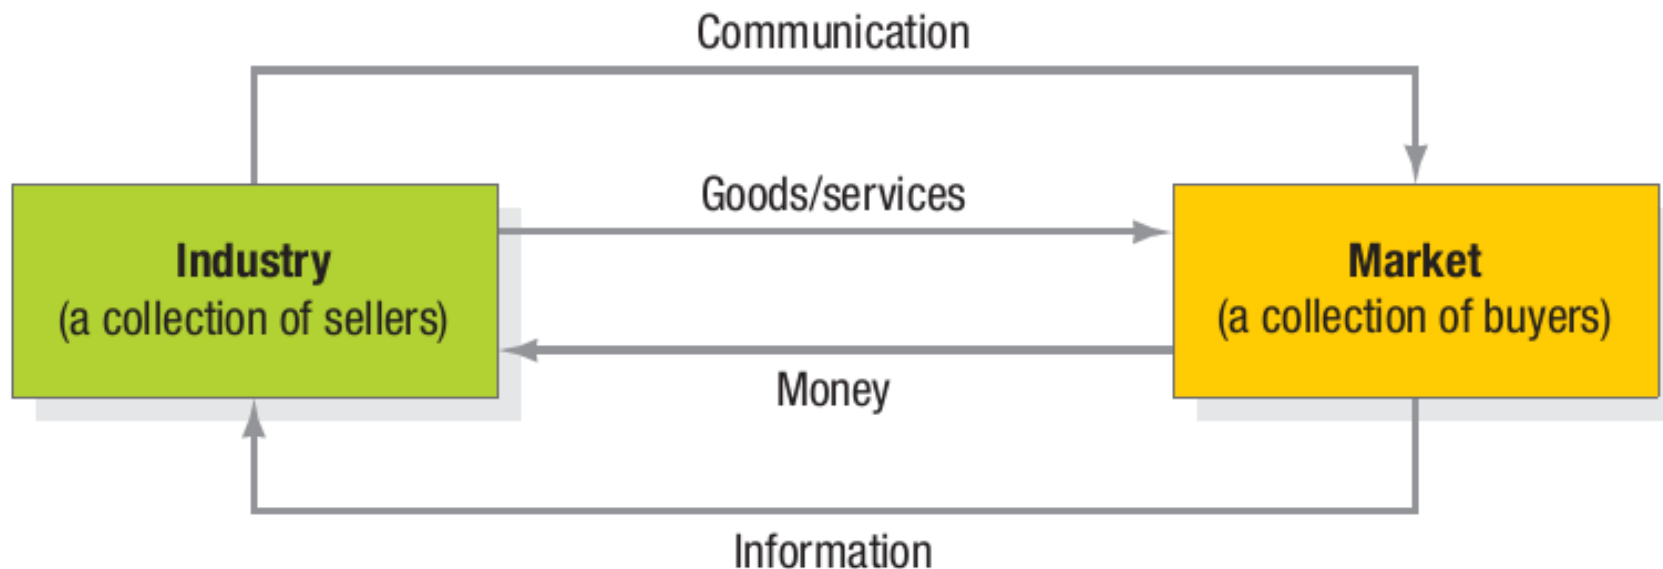 Communication
Goods/services
Industry
(a collection of sellers)
Market
(a collection of buyers)
Money
Information